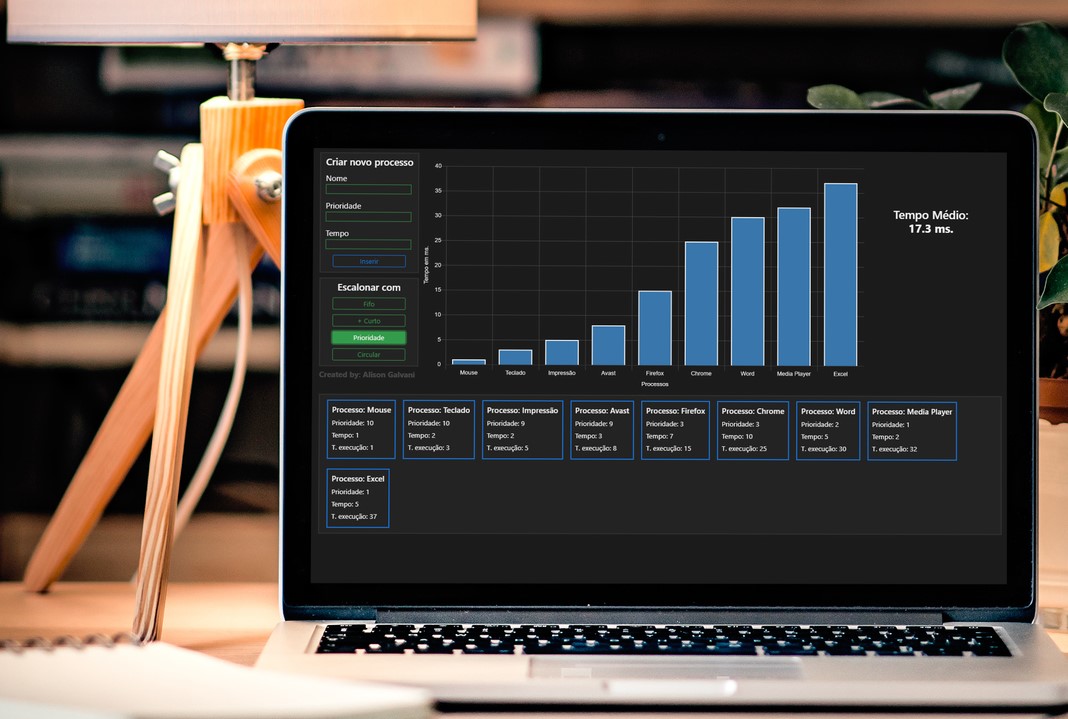 Criar novo processo
Nome
Prioridade
Tempo
Inserir
Escalonar com
Fifo
+ Curto
Prioridade
Circular
Created by: Alison Galvani
40
35
30
25
20
15
10
5
0
Tempo em ms.
Mouse Teclado Impressão Avast Firefox Chrome Word Media Player Excel
Processos
Tempo Médio:
17.3 ms.
Processo: Mouse
Prioridade: 10
Tempo: 1
T. execução: 1
Processo: Teclado
Prioridade: 10
Tempo: 2
T. execução: 3
Processo: Impressão
Prioridade: 9
Tempo: 2
T. execução: 5
Processo: Avast
Prioridade: 9
Tempo: 3
T. execução: 8
Processo: Firefox
Prioridade: 3
Tempo: 7
T. execução: 15
Processo: Chrome
Prioridade: 3
Tempo: 10
T. execução: 25
Processo: Word
Prioridade: 2
Tempo: 5
T. execução: 30
Processo: Media Player
Prioridade: 1
Tempo: 2
T. execução: 32
Processo: Excel
Prioridade: 1
Tempo: 5
T. execução: 37